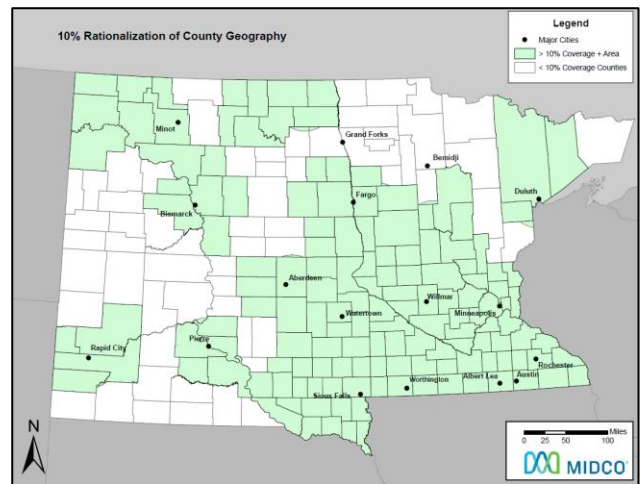 10% Rationalization of County Geography
Legend
Major Cities
> 10% Coverage + Area
< 10% Coverage Counties
Minot
Grand Forks
Bemidji
Duluth
Fargo
Bismarck
Aberdeen
Willmar
Watertown
Minneapolis
Pierre
Rapid City
Rochester
Worthington
Albert Lea
Austin
Sioux Falls
N
Miles
0 25 50 100
MIDCO